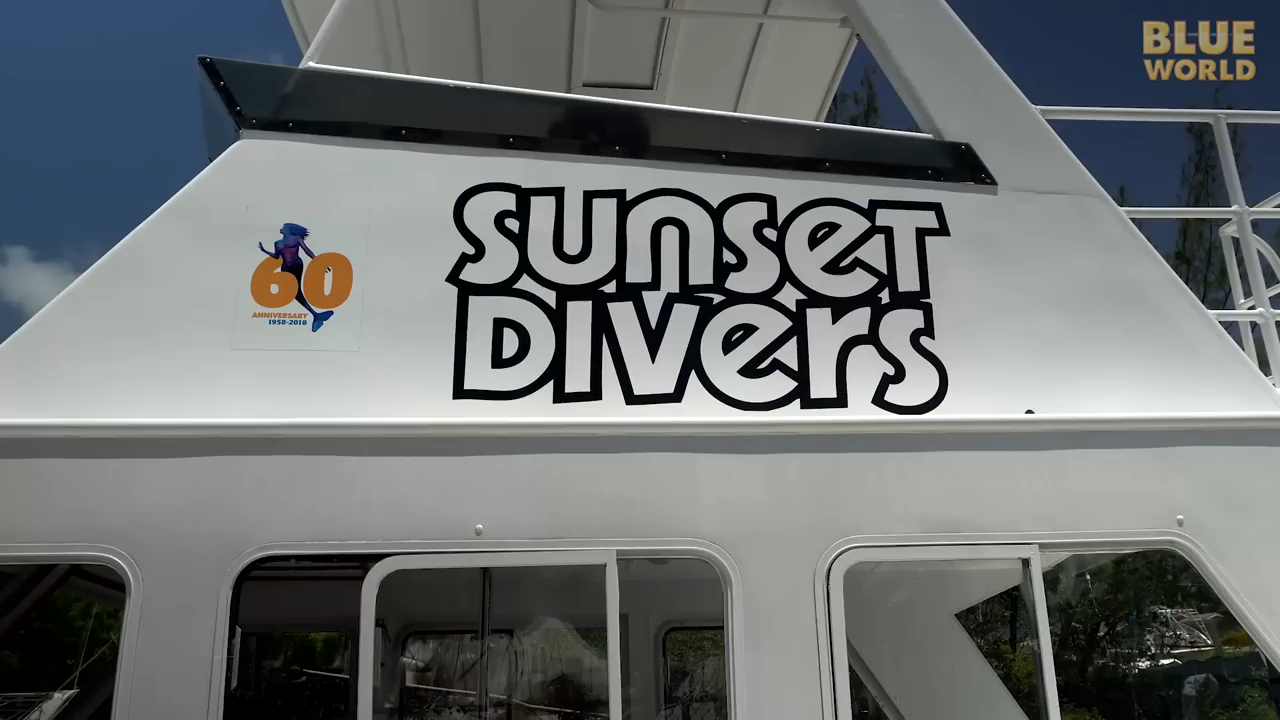 BLUE
WORLD
sunset
Divers
60
ANNIVERSARY
1958-2018